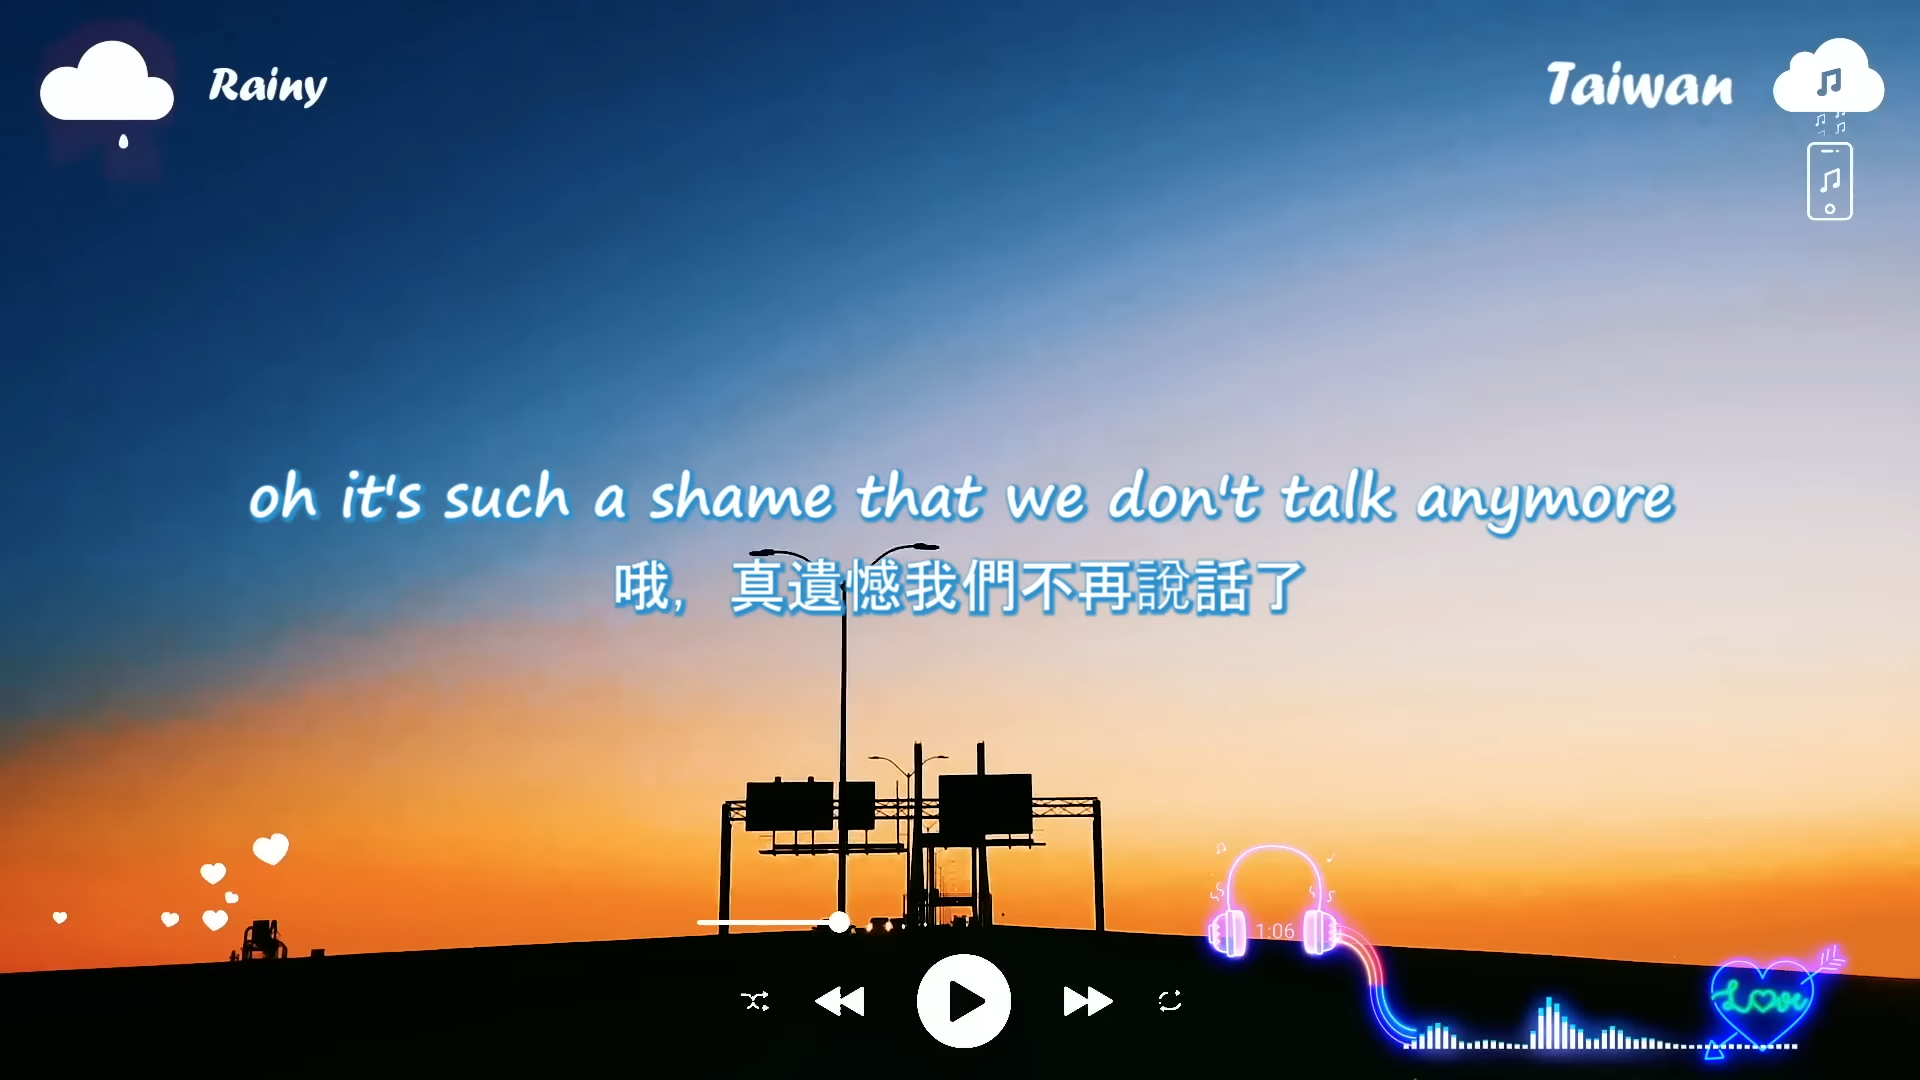 Rainy
Taiwan
oh it's such a shame that we don't talk anymore
哦，真遺憾我們不再說話了
1:06
Love